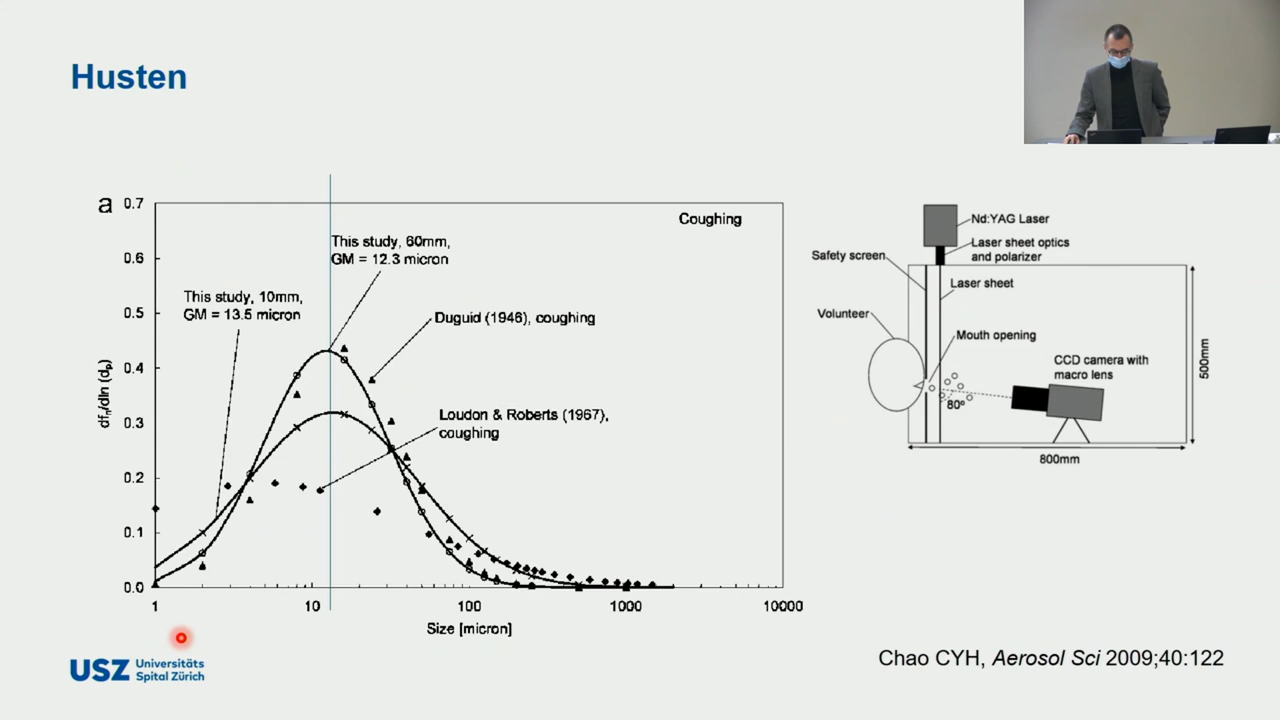 Husten
a
0.7
0.6
0.5
0.4
0.3
0.2
0.1
0.0
df_n/dln (d_p)
1
10
100
1000
10000
Size [micron]
Coughing
This study, 60mm,
GM = 12.3 micron
This study, 10mm,
GM = 13.5 micron
Duguid (1946), coughing
Loudon & Roberts (1967),
coughing
Nd:YAG Laser
Laser sheet optics
and polarizer
Safety screen
Laser sheet
Volunteer
Mouth opening
CCD camera with
macro lens
80º
500mm
800mm
USZ Universitäts
Spital Zürich
Chao CYH, Aerosol Sci 2009;40:122